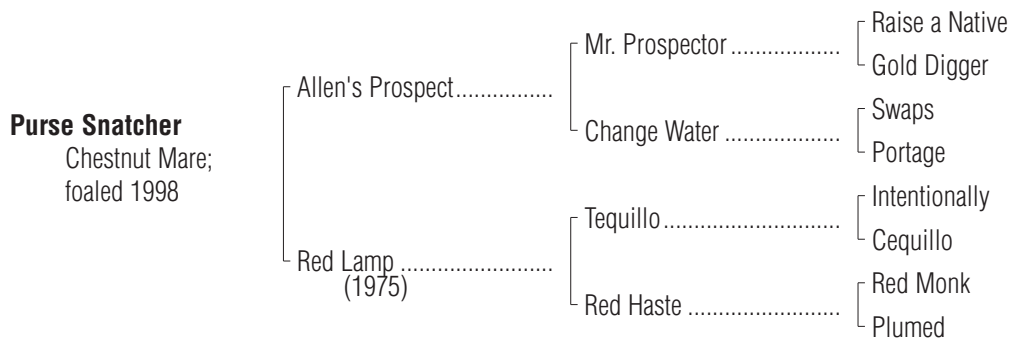 Purse Snatcher
Chestnut Mare;
foaled 1998
Allen's Prospect................
Red Lamp .......................
(1975)
Mr. Prospector .................
Change Water .................
Tequillo...........................
Red Haste .......................
Raise a Native
Gold Digger
Swaps
Portage
Intentionally
Cequillo
Red Monk
Plumed